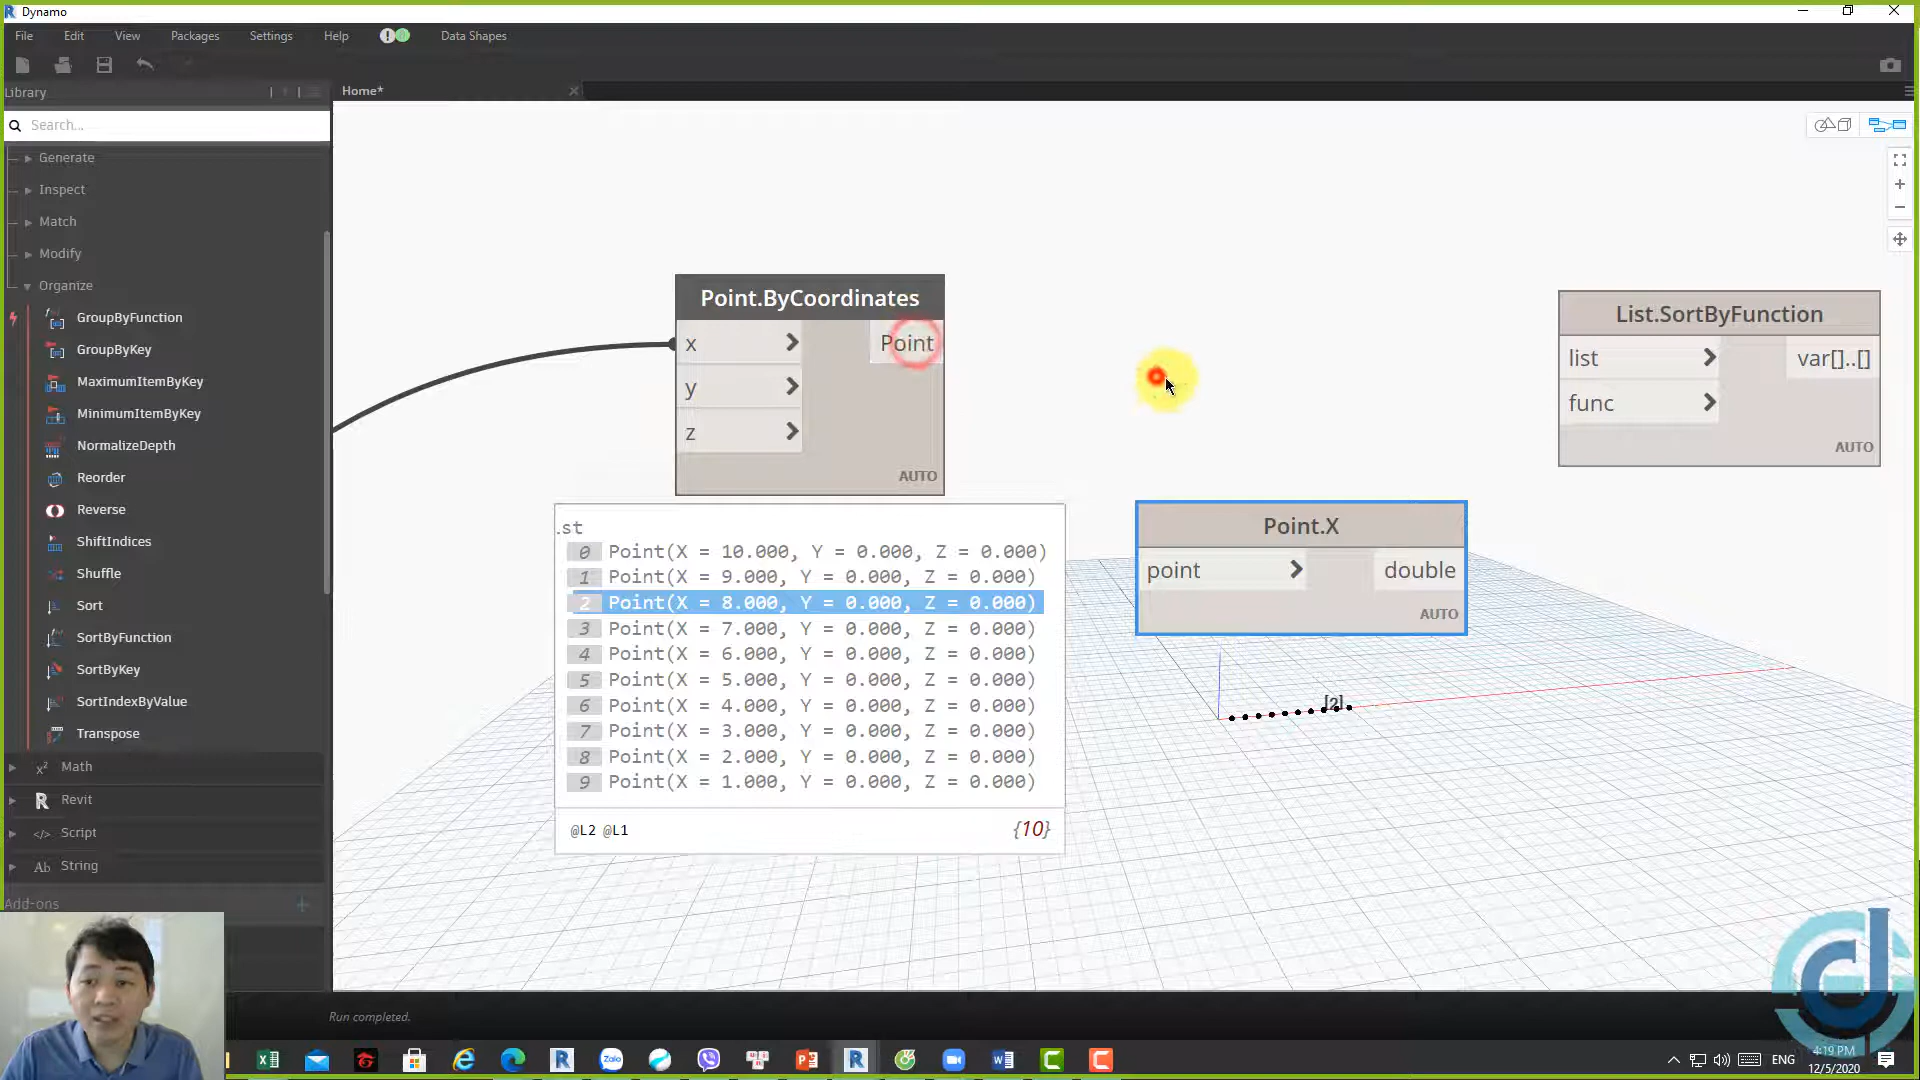 Dynamo
File Edit View Packages Settings Help Data Shapes
Library
Home*
Search...
Generate
Inspect
Match
Modify
Organize
GroupByFunction
GroupByKey
MaximumItemByKey
MinimumItemByKey
NormalizeDepth
Reorder
Reverse
ShiftIndices
Shuffle
Sort
SortByFunction
SortByKey
SortIndexByValue
Transpose
Math
Revit
Script
String
Add-ons
Point.ByCoordinates
x Point
y
z
AUTO
.st
0 Point(X = 10.000, Y = 0.000, Z = 0.000)
1 Point(X = 9.000, Y = 0.000, Z = 0.000)
2 Point(X = 8.000, Y = 0.000, Z = 0.000)
3 Point(X = 7.000, Y = 0.000, Z = 0.000)
4 Point(X = 6.000, Y = 0.000, Z = 0.000)
5 Point(X = 5.000, Y = 0.000, Z = 0.000)
6 Point(X = 4.000, Y = 0.000, Z = 0.000)
7 Point(X = 3.000, Y = 0.000, Z = 0.000)
8 Point(X = 2.000, Y = 0.000, Z = 0.000)
9 Point(X = 1.000, Y = 0.000, Z = 0.000)
@L2 @L1 {10}
Point.X
point double
AUTO
[2]
List.SortByFunction
list var[]..[]
func
AUTO
Run completed.
Zalo
ENG
4:19 PM
12/5/2020